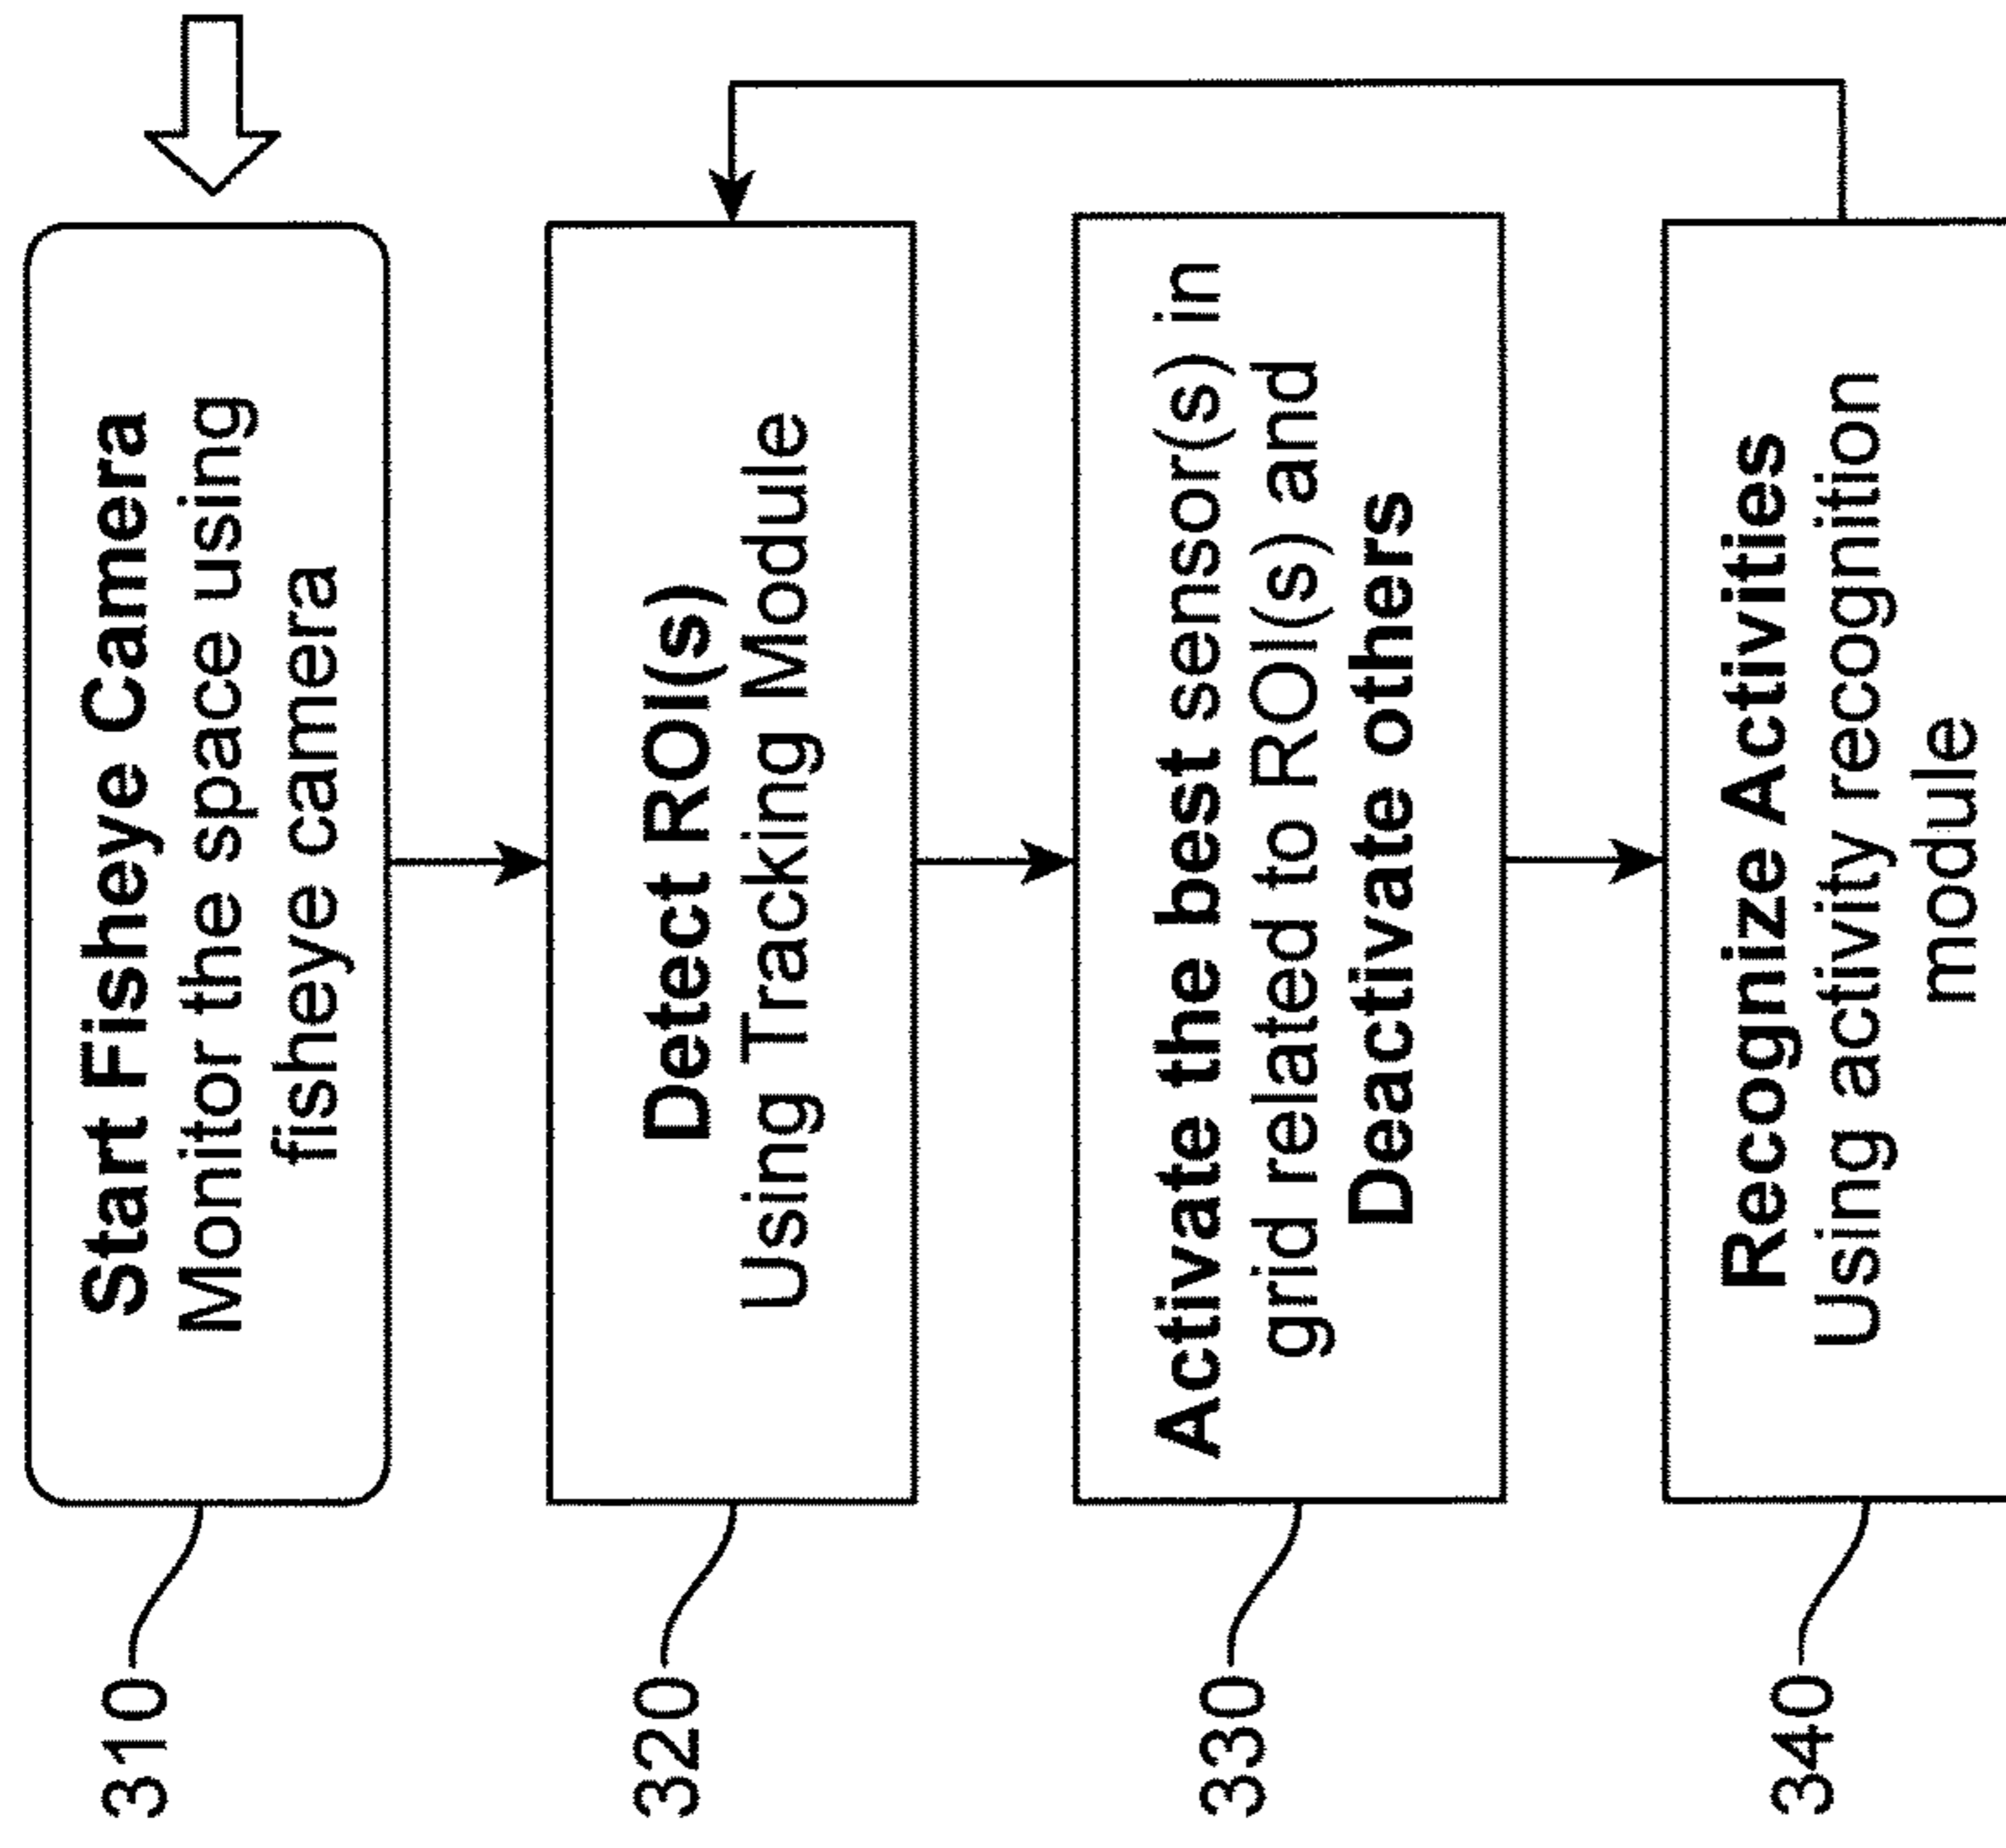 310
Start Fisheye Camera
Monitor the space using
fisheye camera
320
Detect ROI(s)
Using Tracking Module
330
Activate the best sensor(s) in
grid related to ROI(s) and
Deactivate others
340
Recognize Activities
Using activity recognition
module